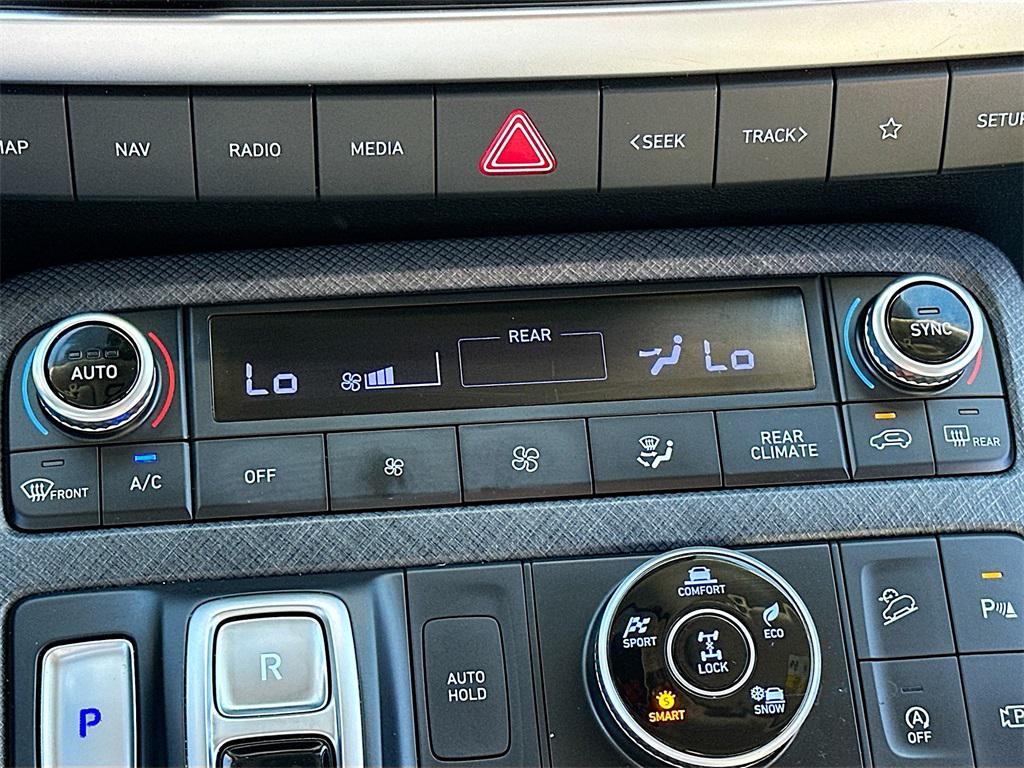 MAP
NAV
RADIO
MEDIA
<SEEK
TRACK>
SETUP
AUTO
Lo
REAR
Lo
SYNC
FRONT
A/C
OFF
REAR
CLIMATE
REAR
P
R
AUTO
HOLD
COMFORT
SPORT
ECO
LOCK
S
SMART
SNOW
P
A
OFF
P